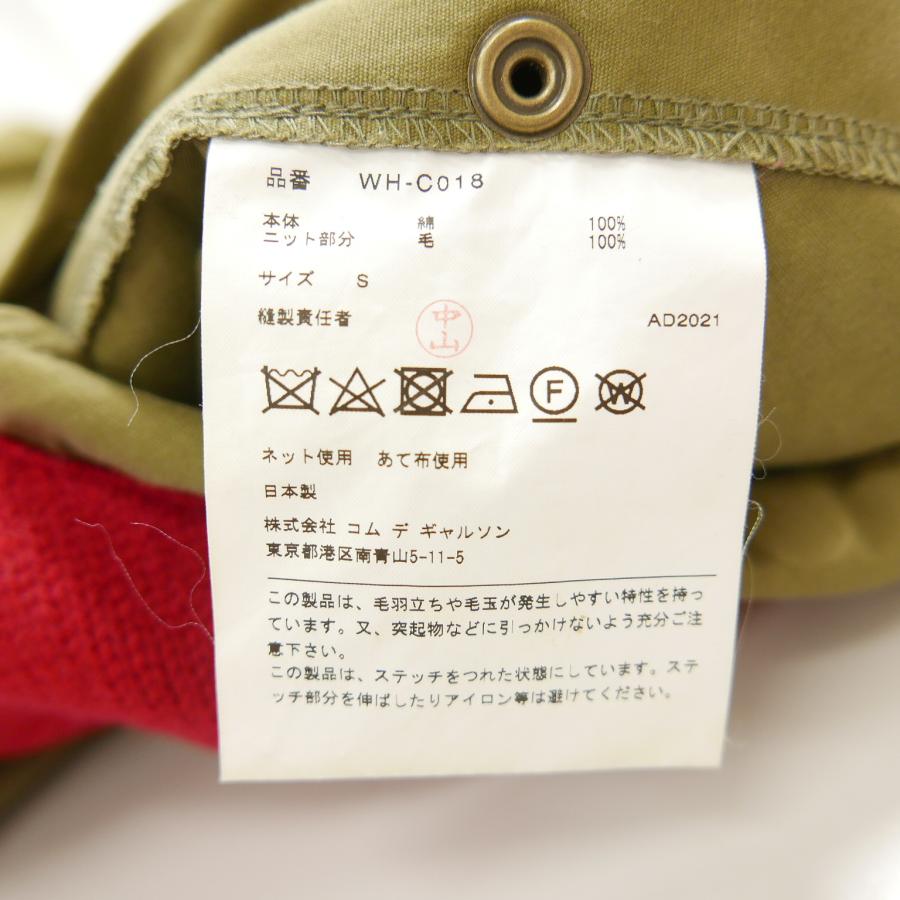 品番 WH-C018
本体 綿 100%
ニット部分 毛 100%
サイズ S
縫製責任者 中山 AD2021
F W
ネット使用 あて布使用
日本製
株式会社 コム デ ギャルソン
東京都港区南青山5-11-5
この製品は、毛羽立ちや毛玉が発生しやすい特性を持っ
ています。又、突起物などに引っかけないよう充分ご注
意下さい。
この製品は、ステッチをつれた状態にしています。ステ
ッチ部分を伸ばしたりアイロン等は避けてください。